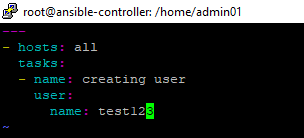 root@ansible-controller: /home/admin01
---
- hosts: all
  tasks:
  - name: creating user
    user:
      name: test123
~